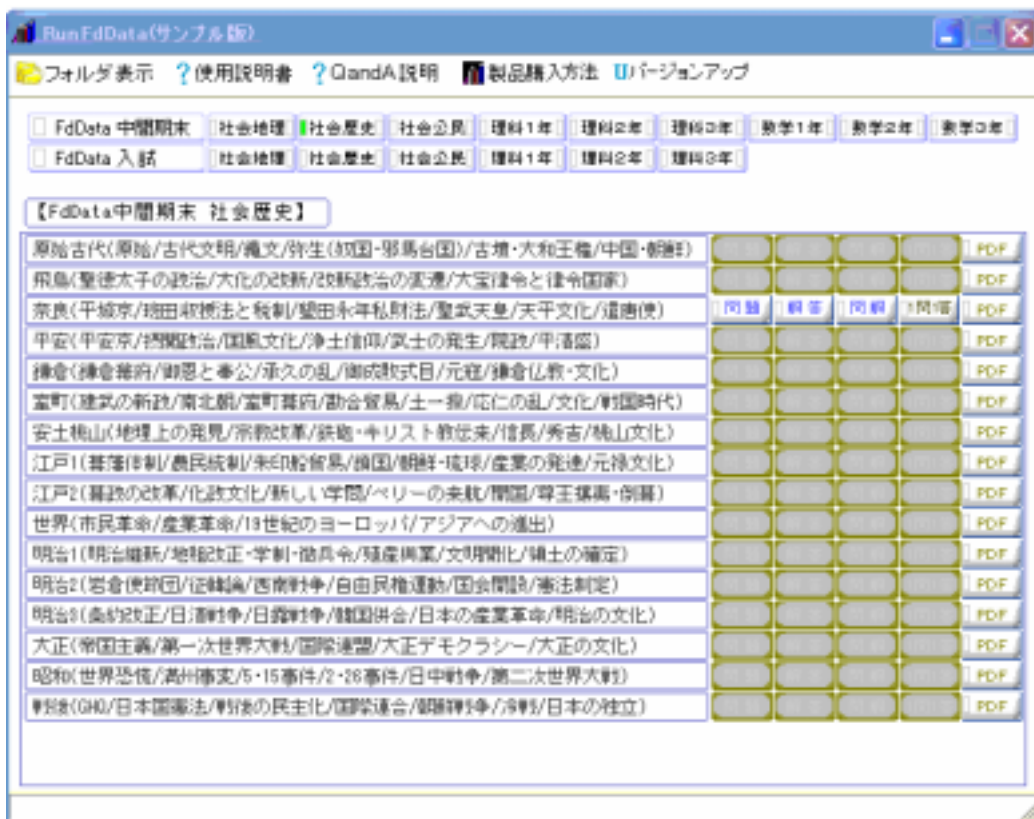 RunFdData(サンプル版)
フォルダ表示 ?使用説明書 ?QandA説明 製品購入方法 Uバージョンアップ
FdData 中間期末 社会地理 社会歴史 社会公民 理科1年 理科2年 理科3年 数学1年 数学2年 数学3年
FdData 入試 社会地理 社会歴史 社会公民 理科1年 理科2年 理科3年
【FdData中間期末 社会歴史】
原始古代(原始/古代文明/縄文/弥生(奴国・邪馬台国)/古墳・大和王権/中国・朝鮮) PDF
飛鳥(聖徳太子の政治/大化の改新/改新政治の変遷/大宝律令と律令国家) PDF
奈良(平城京/班田収授法と税制/墾田永年私財法/聖武天皇/天平文化/遣唐使) 問題 解答 問解 PDF
平安(平安京/摂関政治/国風文化/浄土信仰/武士の発生/院政/平清盛) PDF
鎌倉(鎌倉幕府/御恩と奉公/承久の乱/御成敗式目/元寇/鎌倉仏教・文化) PDF
室町(建武の新政/南北朝/室町幕府/勘合貿易/土一揆/応仁の乱/文化/戦国時代) PDF
安土桃山(地理上の発見/宗教改革/鉄砲・キリスト教伝来/信長/秀吉/桃山文化) PDF
江戸1(幕藩体制/農民統制/朱印船貿易/鎖国/朝鮮・琉球/産業の発達/元禄文化) PDF
江戸2(幕政の改革/化政文化/新しい学問/ペリーの来航/開国/尊王攘夷・倒幕) PDF
世界(市民革命/産業革命/19世紀のヨーロッパ/アジアへの進出) PDF
明治1(明治維新/地租改正・学制・徴兵令/殖産興業/文明開化/領土の確定) PDF
明治2(岩倉使節団/征韓論/西南戦争/自由民権運動/国会開設/憲法制定) PDF
明治3(条約改正/日清戦争/日露戦争/韓国併合/日本の産業革命/明治の文化) PDF
大正(帝国主義/第一次世界大戦/国際連盟/大正デモクラシー/大正の文化) PDF
昭和(世界恐慌/満州事変/5・15事件/2・26事件/日中戦争/第二次世界大戦) PDF
戦後(GHQ/日本国憲法/戦後の民主化/国際連合/朝鮮戦争/冷戦/日本の独立) PDF